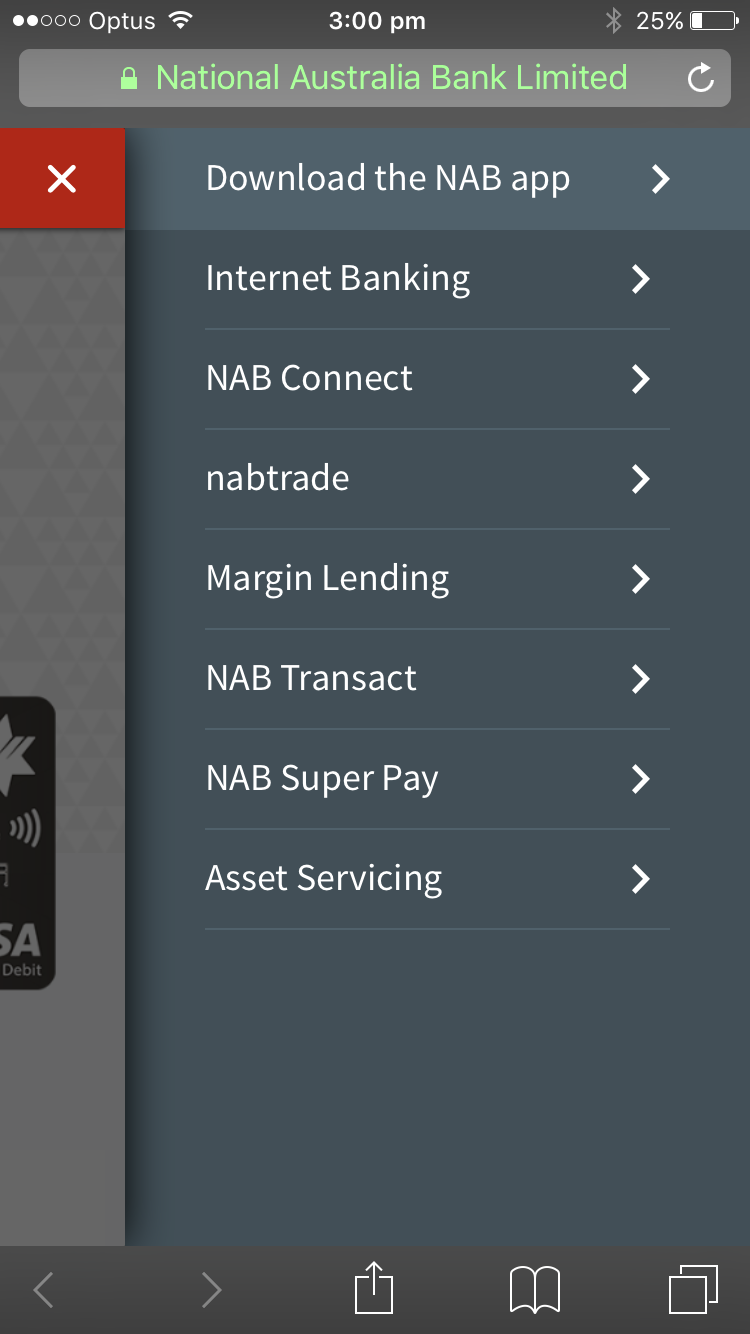 Optus 3:00 pm 25%
National Australia Bank Limited
Download the NAB app
Internet Banking
NAB Connect
nabtrade
Margin Lending
NAB Transact
NAB Super Pay
Asset Servicing
SA
Debit